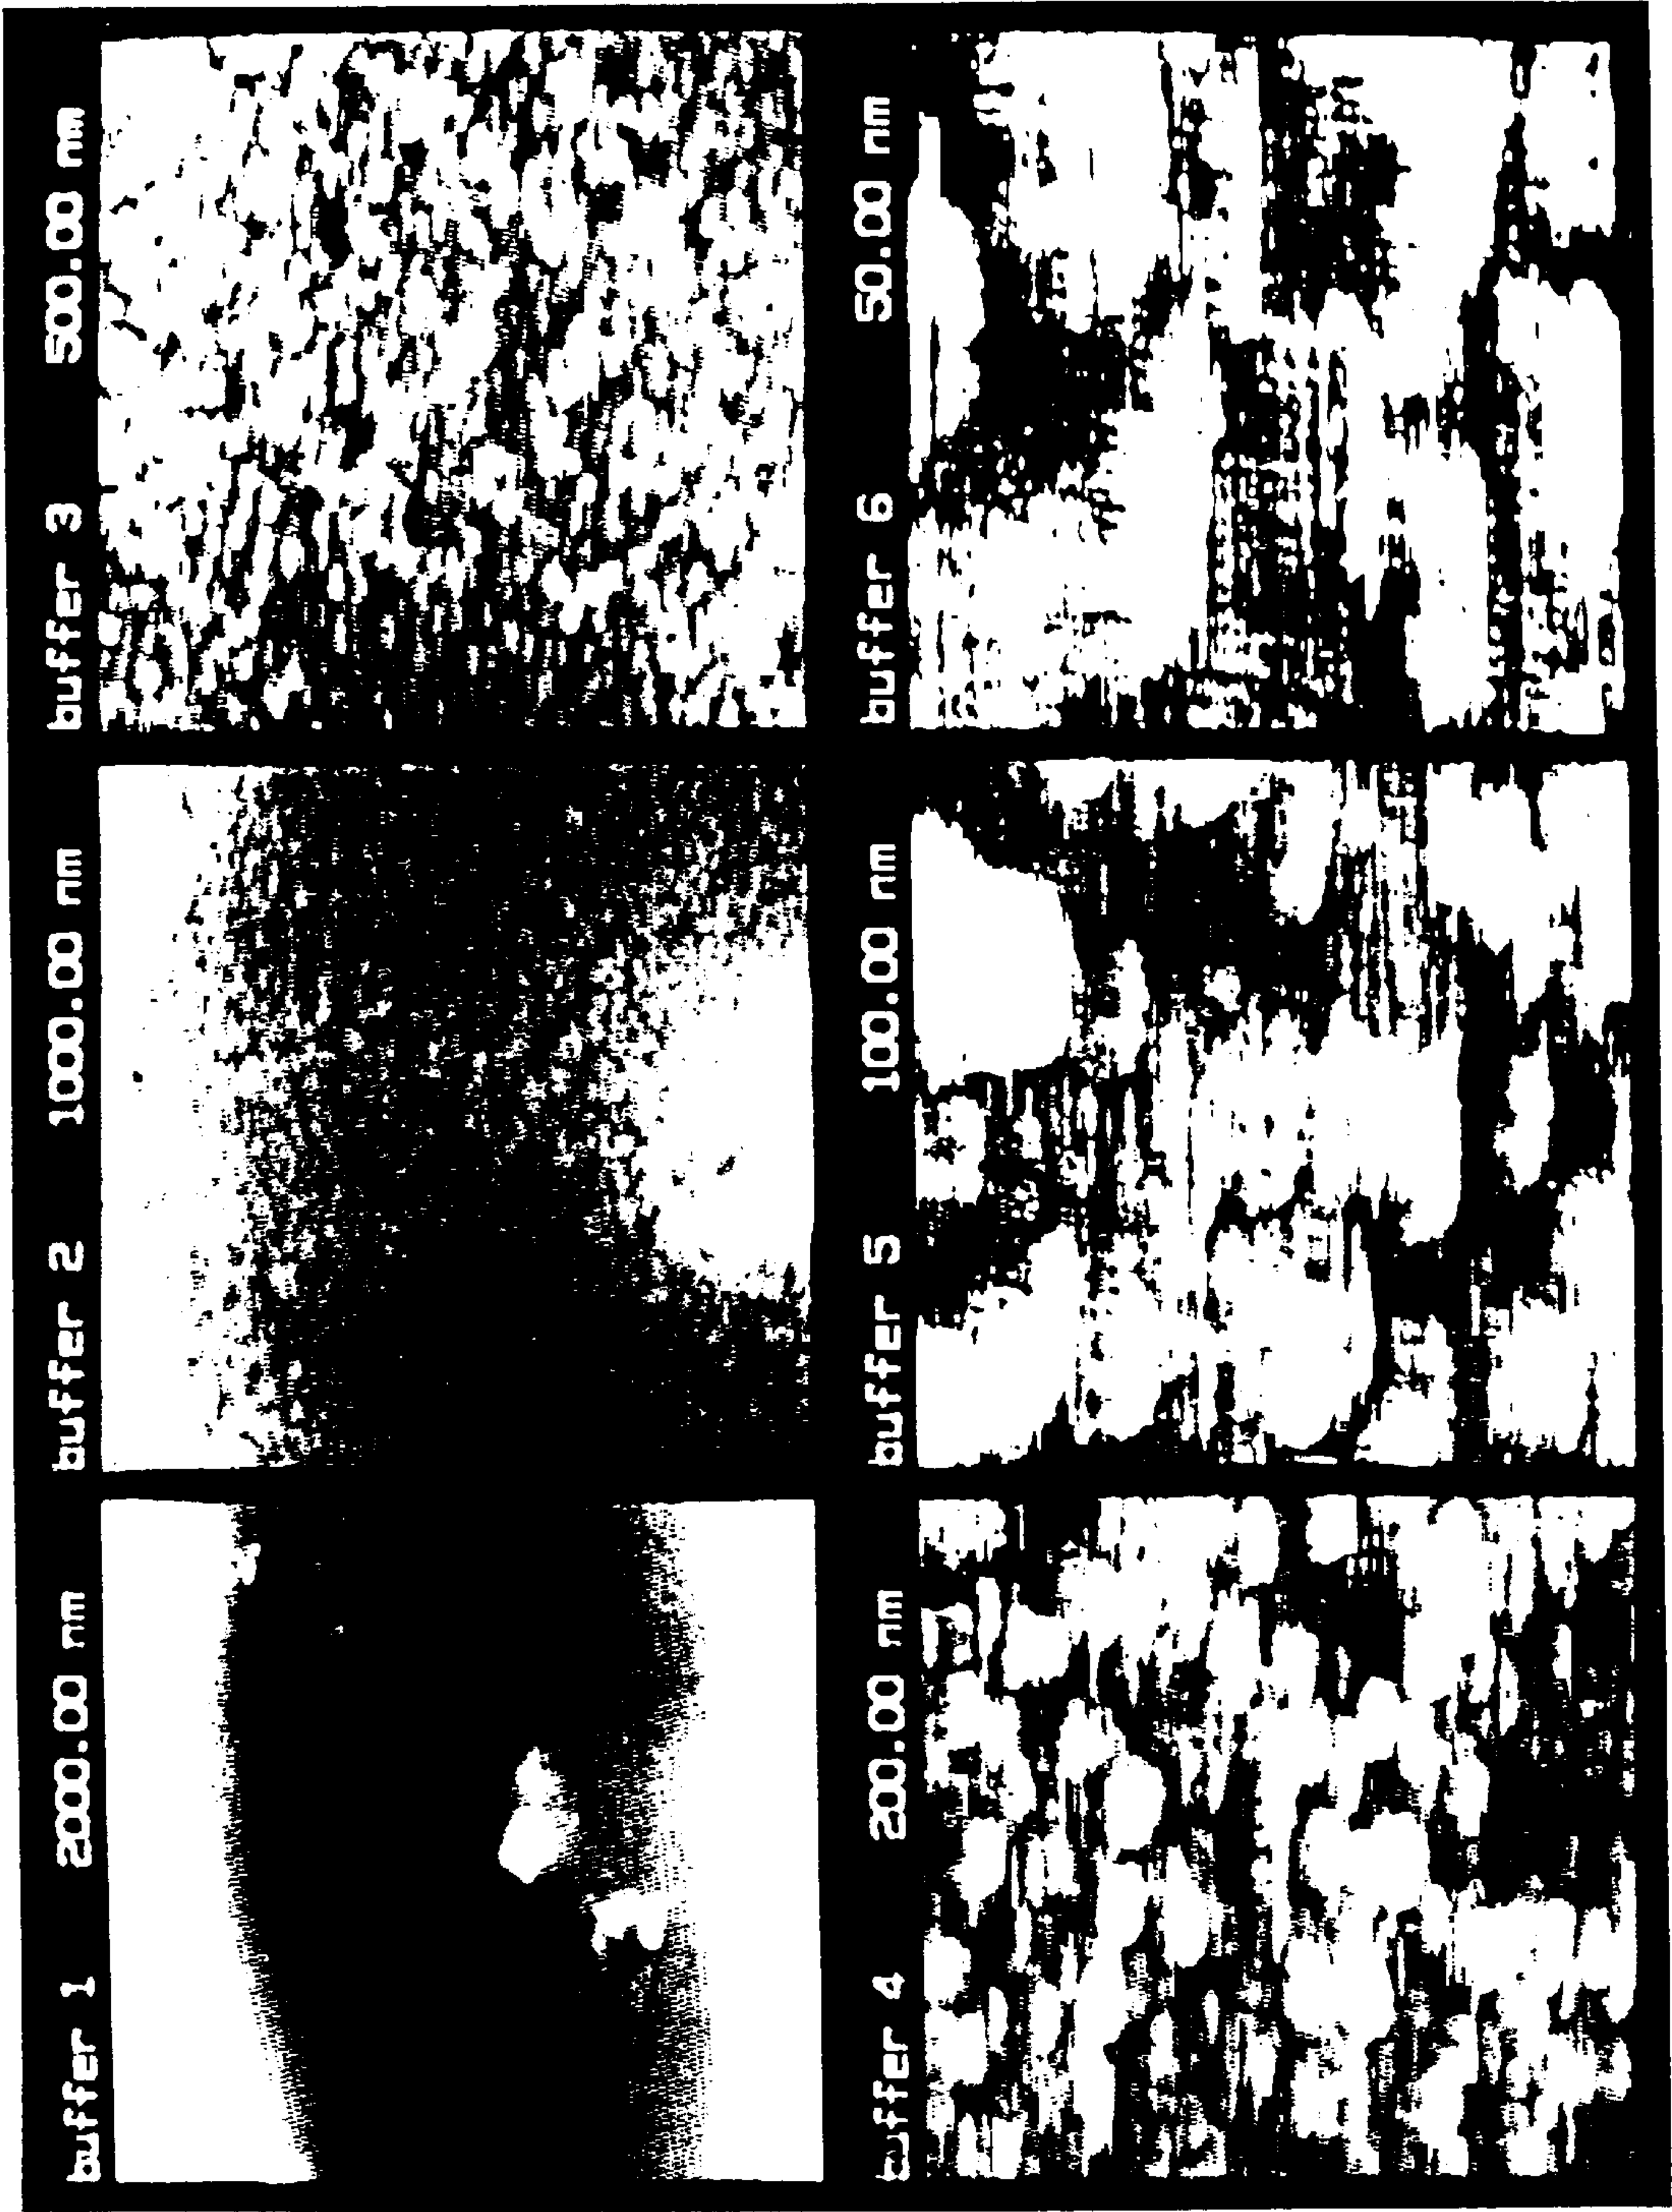 buffer 1 2000.00 nm
buffer 2 1000.00 nm
buffer 3 500.00 nm
buffer 4 200.00 nm
buffer 5 100.00 nm
buffer 6 50.00 nm